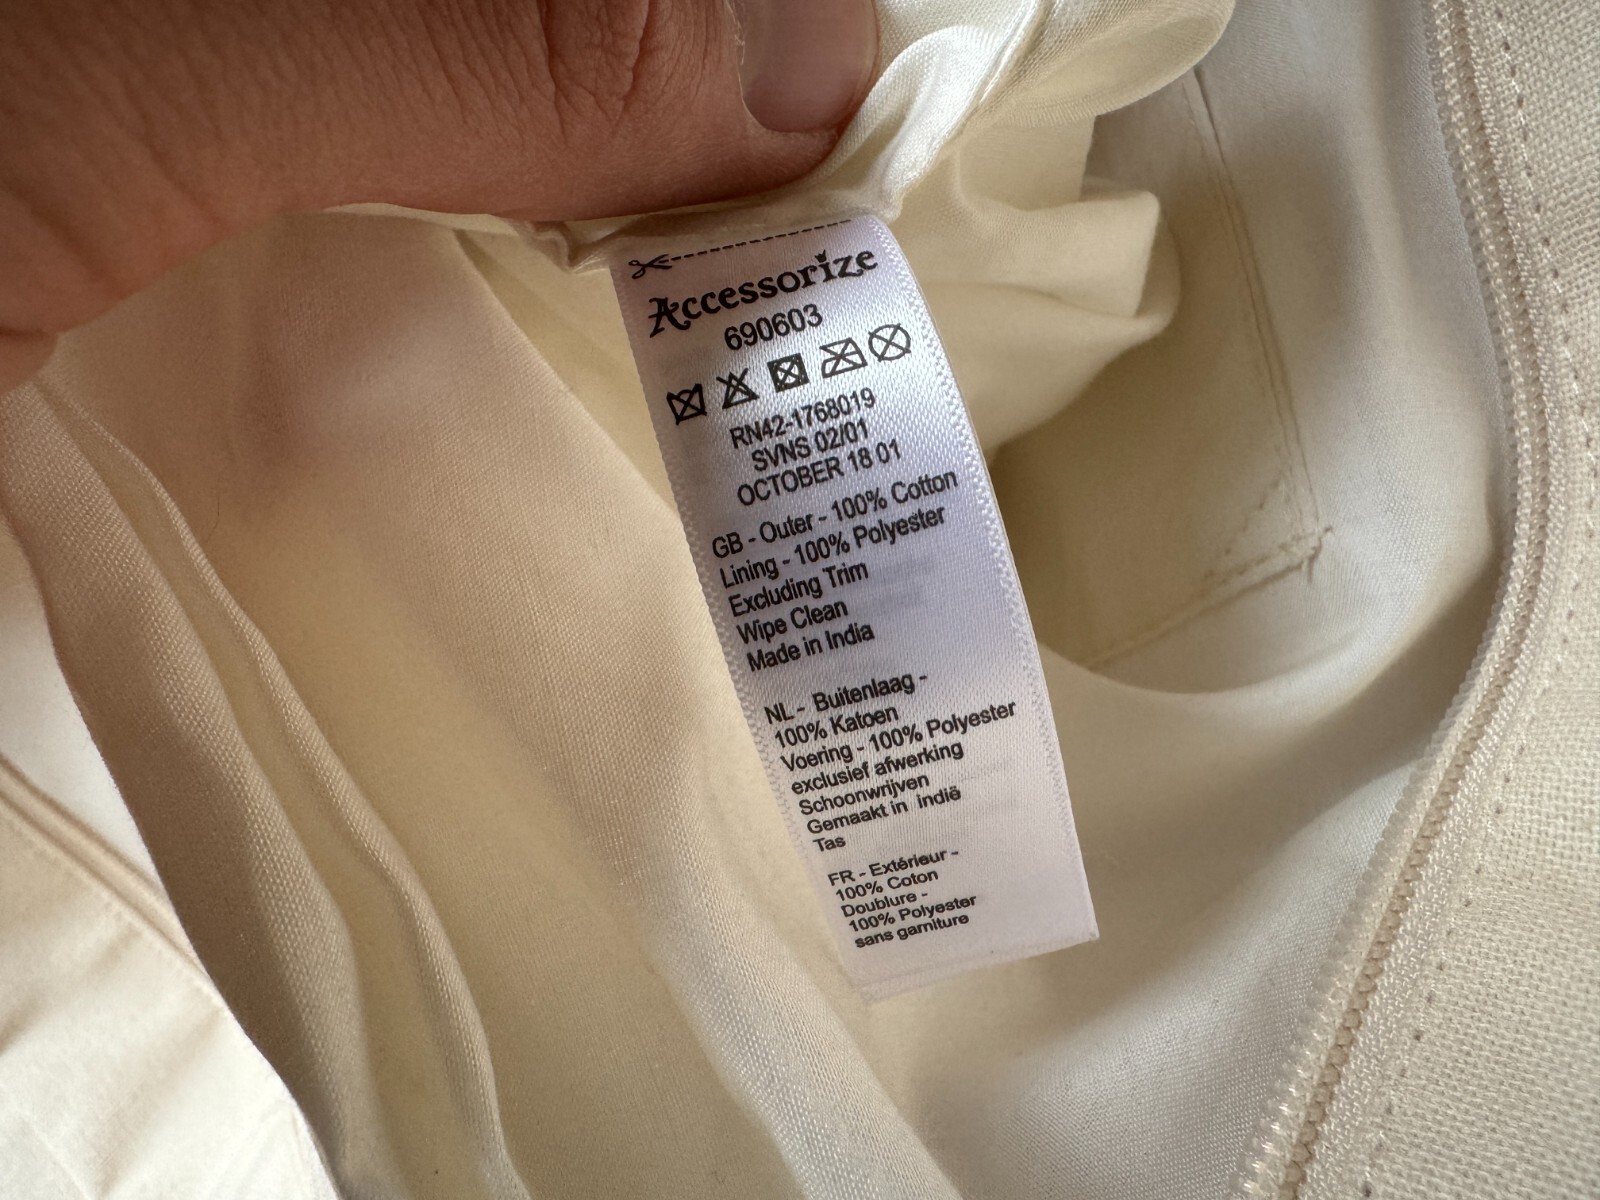 Accessorize
690603
RN42-1768019
SVNS 02/01
OCTOBER 18 01
GB - Outer - 100% Cotton
Lining - 100% Polyester
Excluding Trim
Wipe Clean
Made in India
NL - Buitenlaag -
100% Katoen
Voering - 100% Polyester
exclusief afwerking
Schoonwrijven
Gemaakt in indië
Tas
FR - Extérieur -
100% Coton
Doublure -
100% Polyester
sans garniture